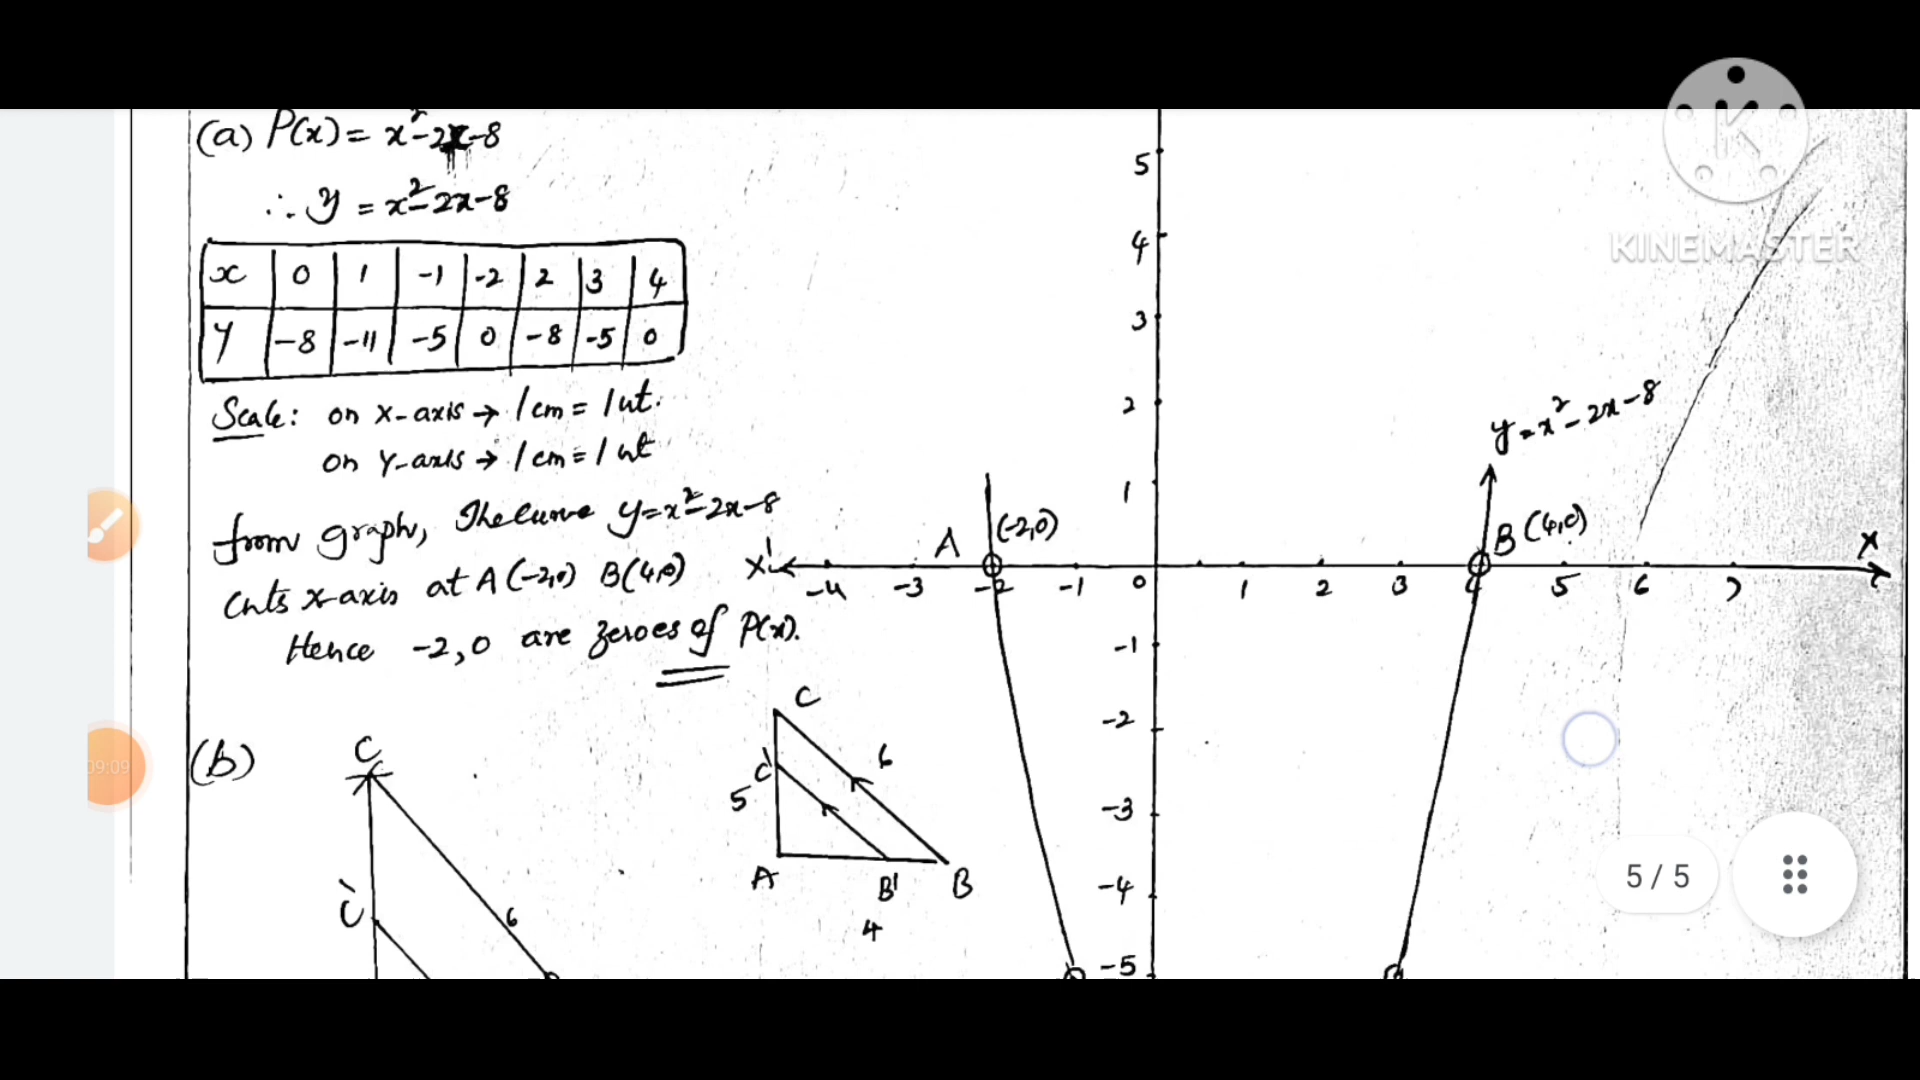 (a) P(x) = x²-2x-8
∴ y = x²-2x-8
x 0 1 -1 -2 2 3 4
y -8 -11 -5 0 -8 -5 0
Scale: on x-axis → 1cm = 1ut.
on y-axis → 1cm = 1ut
from graph, The curve y=x²-2x-8
cuts x-axis at A(-2,0) B(4,0)
Hence -2,0 are zeroes of P(x).
(b)
C
C'
6
C
C'
5
6
A
B'
B
4
5
4
3
2
1
y=x²-2x-8
A
(-2,0)
B(4,0)
X'
X
-4 -3 -2 -1 0 1 2 3 4 5 6 7
-1
-2
-3
-4
-5
K
KINEMASTER
09:09
5 / 5